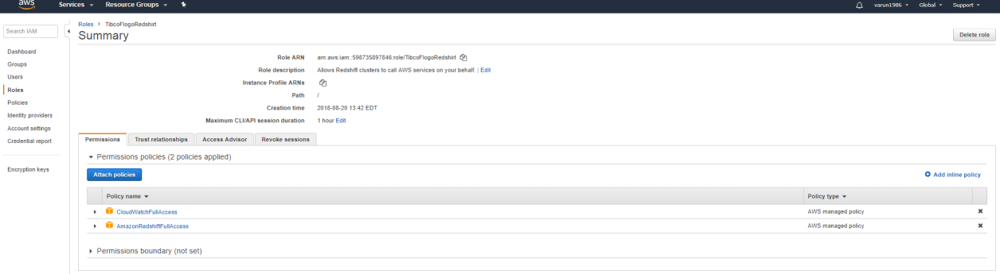 aws Services Resource Groups varun1986 Global Support
Search IAM
Dashboard
Groups
Users
Roles
Policies
Identity providers
Account settings
Credential report
Encryption keys
Roles > TibcoFlogoRedshirt
Summary
Delete role
Role ARN arn:aws:iam::598735897846:role/TibcoFlogoRedshirt
Role description Allows Redshift clusters to call AWS services on your behalf. | Edit
Instance Profile ARNs
Path /
Creation time 2018-08-20 13:42 EDT
Maximum CLI/API session duration 1 hour Edit
Permissions Trust relationships Access Advisor Revoke sessions
Permissions policies (2 policies applied)
Attach policies Add inline policy
Policy name Policy type
CloudWatchFullAccess AWS managed policy
AmazonRedshiftFullAccess AWS managed policy
Permissions boundary (not set)